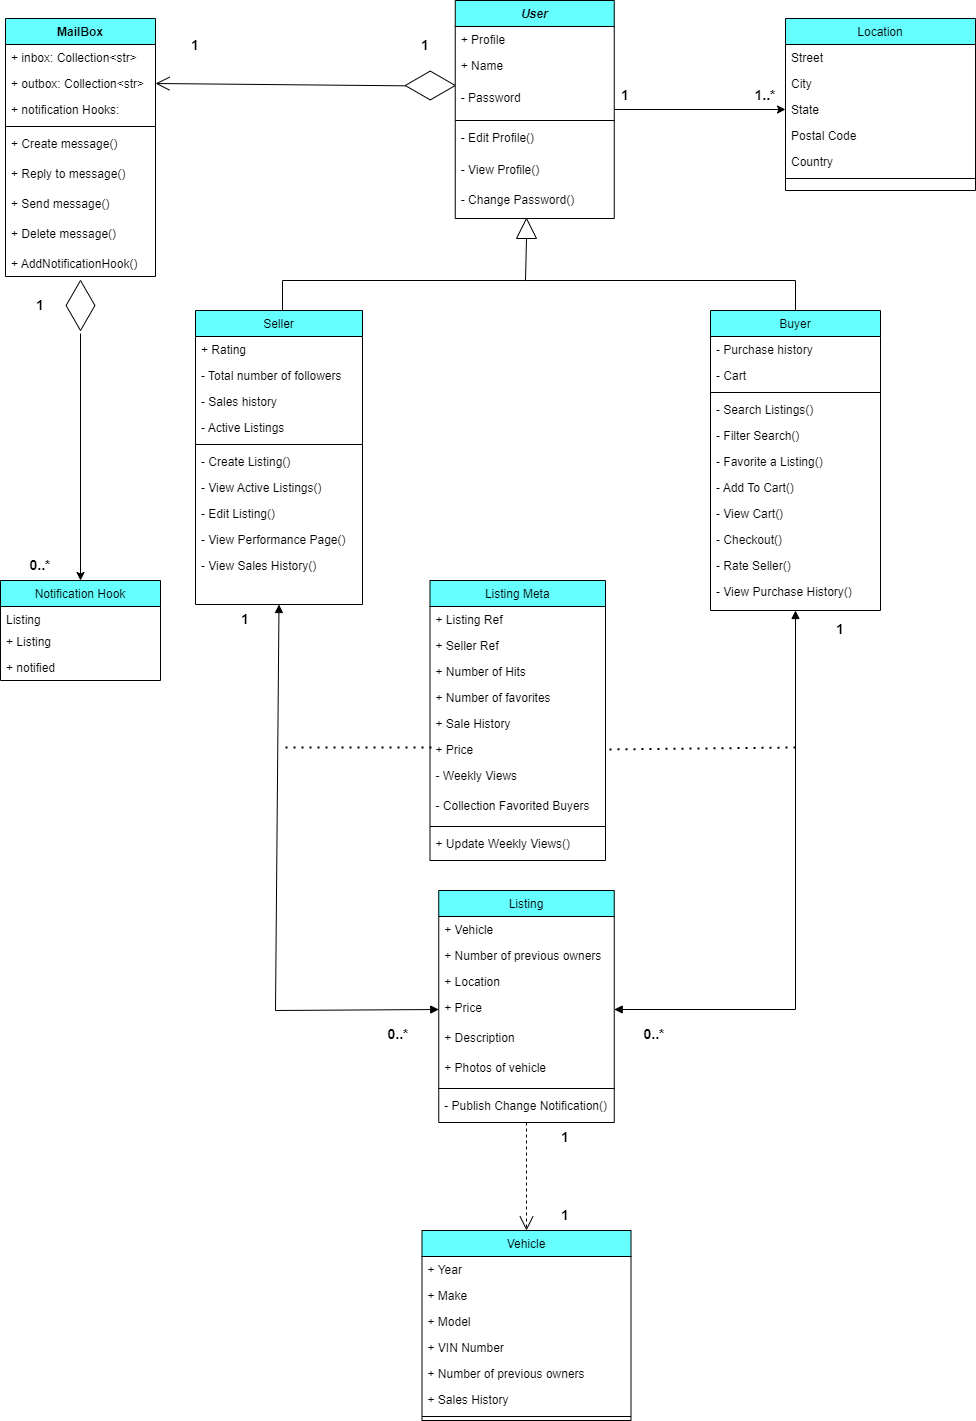 MailBox
+ inbox: Collection<str>
+ outbox: Collection<str>
+ notification Hooks:
+ Create message()
+ Reply to message()
+ Send message()
+ Delete message()
+ AddNotificationHook()
1
1
User
+ Profile
+ Name
- Password
- Edit Profile()
- View Profile()
- Change Password()
1
1..*
Location
Street
City
State
Postal Code
Country
1
0..*
Notification Hook
Listing
+ Listing
+ notified
Seller
+ Rating
- Total number of followers
- Sales history
- Active Listings
- Create Listing()
- View Active Listings()
- Edit Listing()
- View Performance Page()
- View Sales History()
1
Buyer
- Purchase history
- Cart
- Search Listings()
- Filter Search()
- Favorite a Listing()
- Add To Cart()
- View Cart()
- Checkout()
- Rate Seller()
- View Purchase History()
1
Listing Meta
+ Listing Ref
+ Seller Ref
+ Number of Hits
+ Number of favorites
+ Sale History
+ Price
- Weekly Views
- Collection Favorited Buyers
+ Update Weekly Views()
Listing
+ Vehicle
+ Number of previous owners
+ Location
+ Price
+ Description
+ Photos of vehicle
- Publish Change Notification()
0..*
0..*
1
1
Vehicle
+ Year
+ Make
+ Model
+ VIN Number
+ Number of previous owners
+ Sales History